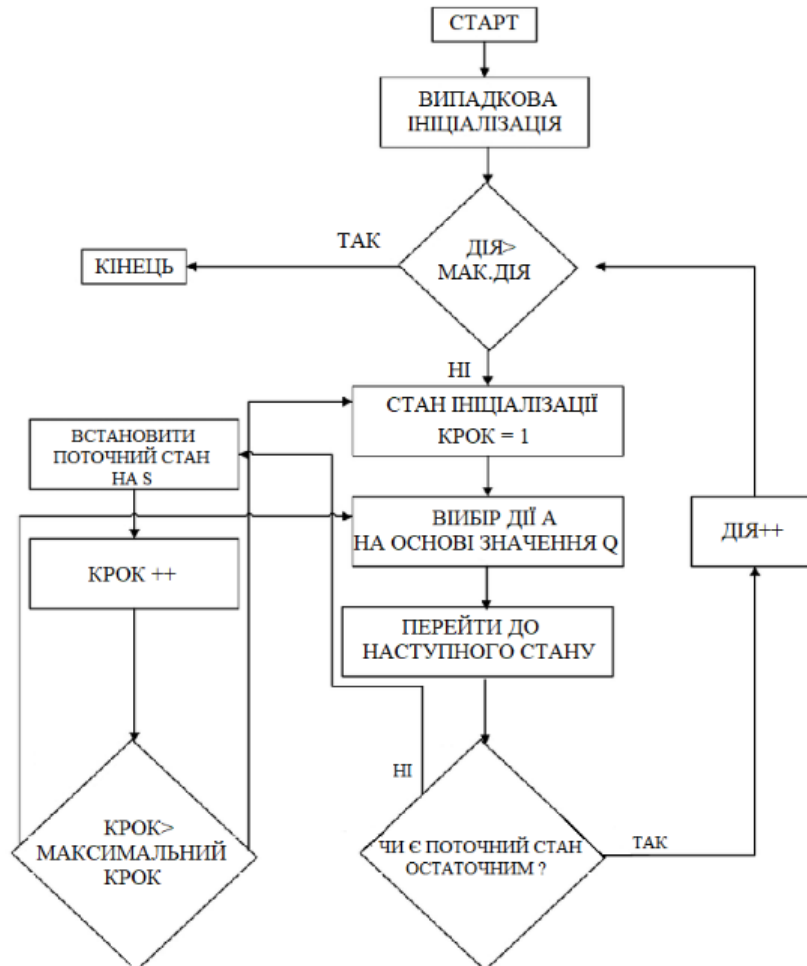 СТАРТ
ВИПАДКОВА
ІНІЦІАЛІЗАЦІЯ
ТАК
ДІЯ>
МАК.ДІЯ
КІНЕЦЬ
НІ
СТАН ІНІЦІАЛІЗАЦІЇ
КРОК = 1
ВСТАНОВИТИ
ПОТОЧНИЙ СТАН
НА S
ВІИБІР ДІЇ А
НА ОСНОВІ ЗНАЧЕННЯ Q
ДІЯ++
КРОК ++
ПЕРЕЙТИ ДО
НАСТУПНОГО СТАНУ
НІ
КРОК>
МАКСИМАЛЬНИЙ
КРОК
ЧИ Є ПОТОЧНИЙ СТАН
ОСТАТОЧНИМ ?
ТАК